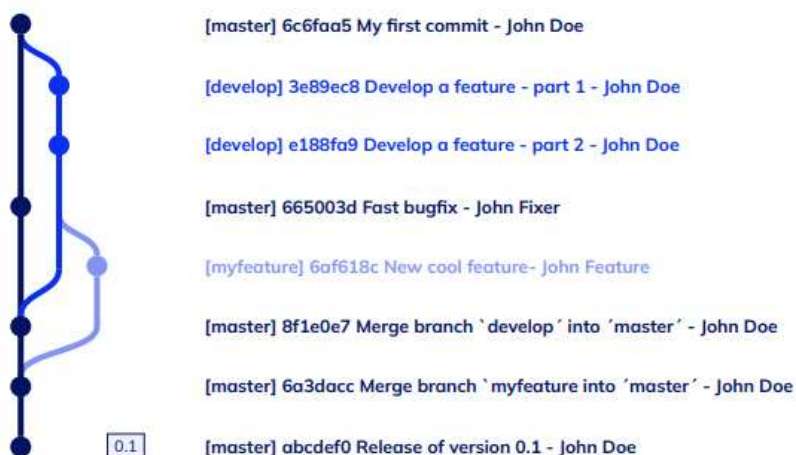 [master] 6c6faa5 My first commit - John Doe
[develop] 3e89ec8 Develop a feature - part 1 - John Doe
[develop] e188fa9 Develop a feature - part 2 - John Doe
[master] 665003d Fast bugfix - John Fixer
[myfeature] 6af618c New cool feature- John Feature
[master] 8f1e0e7 Merge branch `develop´ into ´master´ - John Doe
[master] 6a3dacc Merge branch `myfeature into ´master´ - John Doe
0.1 [master] abcdef0 Release of version 0.1 - John Doe